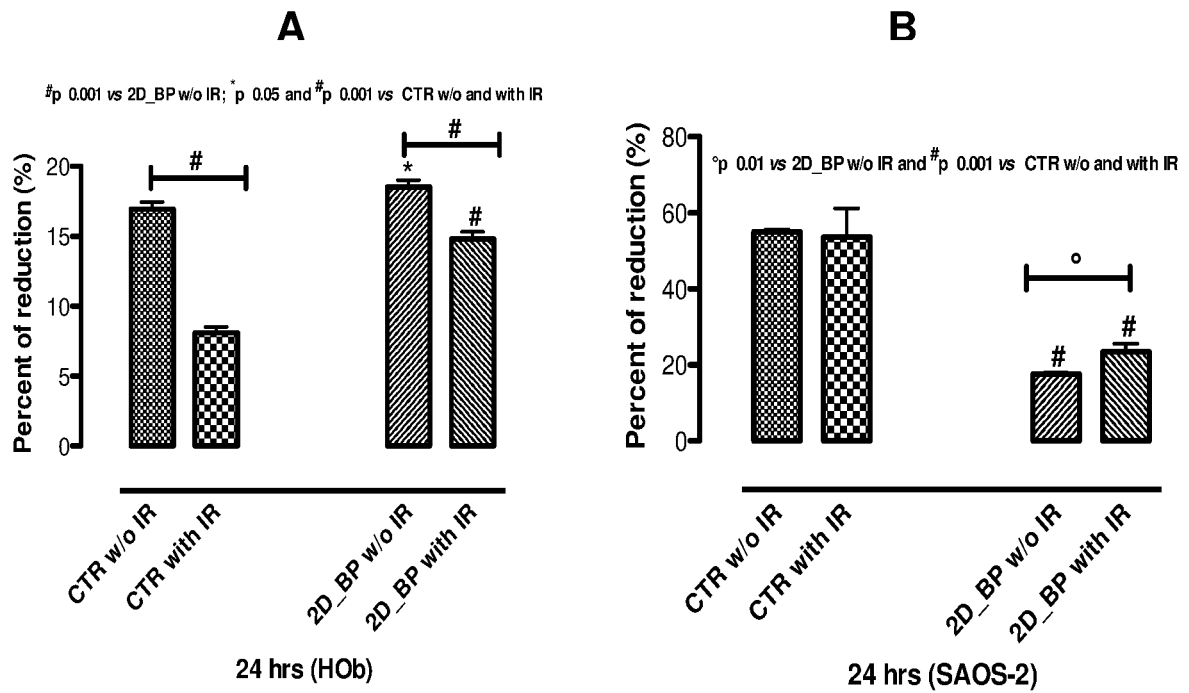 A
#p 0.001 vs 2D_BP w/o IR; *p 0.05 and #p 0.001 vs CTR w/o and with IR
#
#
*
#
Percent of reduction (%)
20
15
10
5
0
CTR w/o IR
CTR with IR
2D_BP w/o IR
2D_BP with IR
24 hrs (HOb)
B
°p 0.01 vs 2D_BP w/o IR and #p 0.001 vs CTR w/o and with IR
°
#
#
Percent of reduction (%)
80
60
40
20
0
CTR w/o IR
CTR with IR
2D_BP w/o IR
2D_BP with IR
24 hrs (SAOS-2)